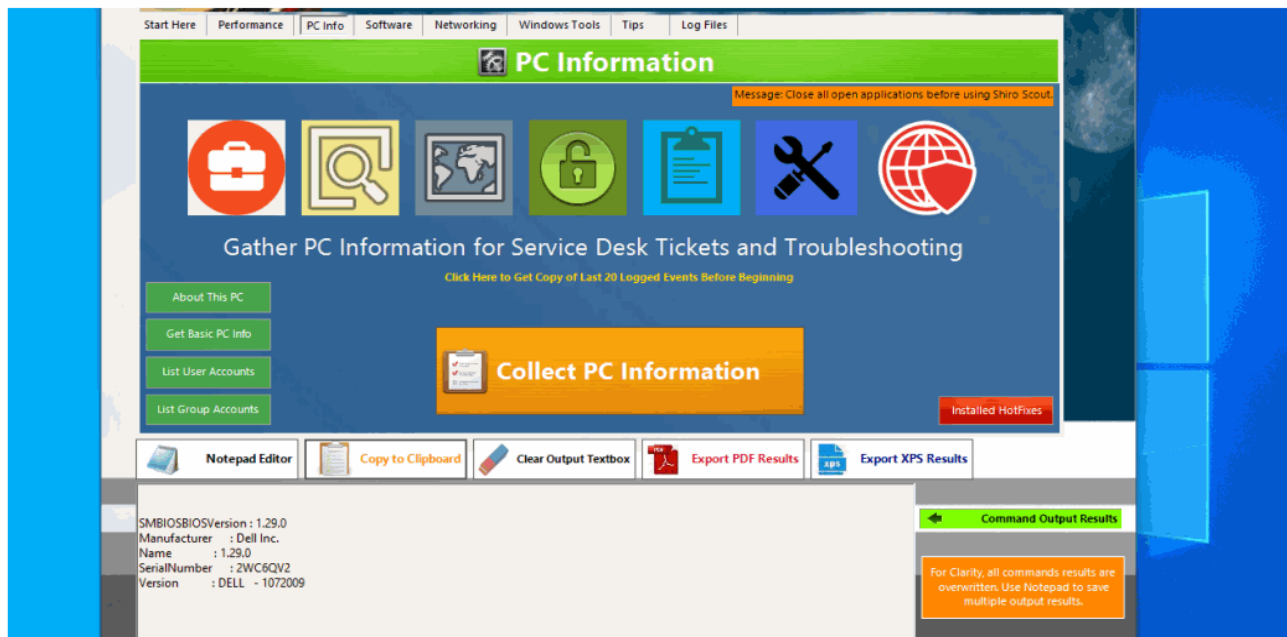 Start Here Performance PC Info Software Networking Windows Tools Tips Log Files
PC Information
Message: Close all open applications before using Shiro Scout.
Gather PC Information for Service Desk Tickets and Troubleshooting
Click Here to Get Copy of Last 20 Logged Events Before Beginning
About This PC
Get Basic PC Info
List User Accounts
List Group Accounts
Collect PC Information
Installed HotFixes
Notepad Editor Copy to Clipboard Clear Output Textbox PDF Export PDF Results xps Export XPS Results
SMBIOSBIOSVersion : 1.29.0
Manufacturer : Dell Inc.
Name : 1.29.0
SerialNumber : 2WC6QV2
Version : DELL - 1072009
Command Output Results
For Clarity, all commands results are
overwritten. Use Notepad to save
multiple output results.